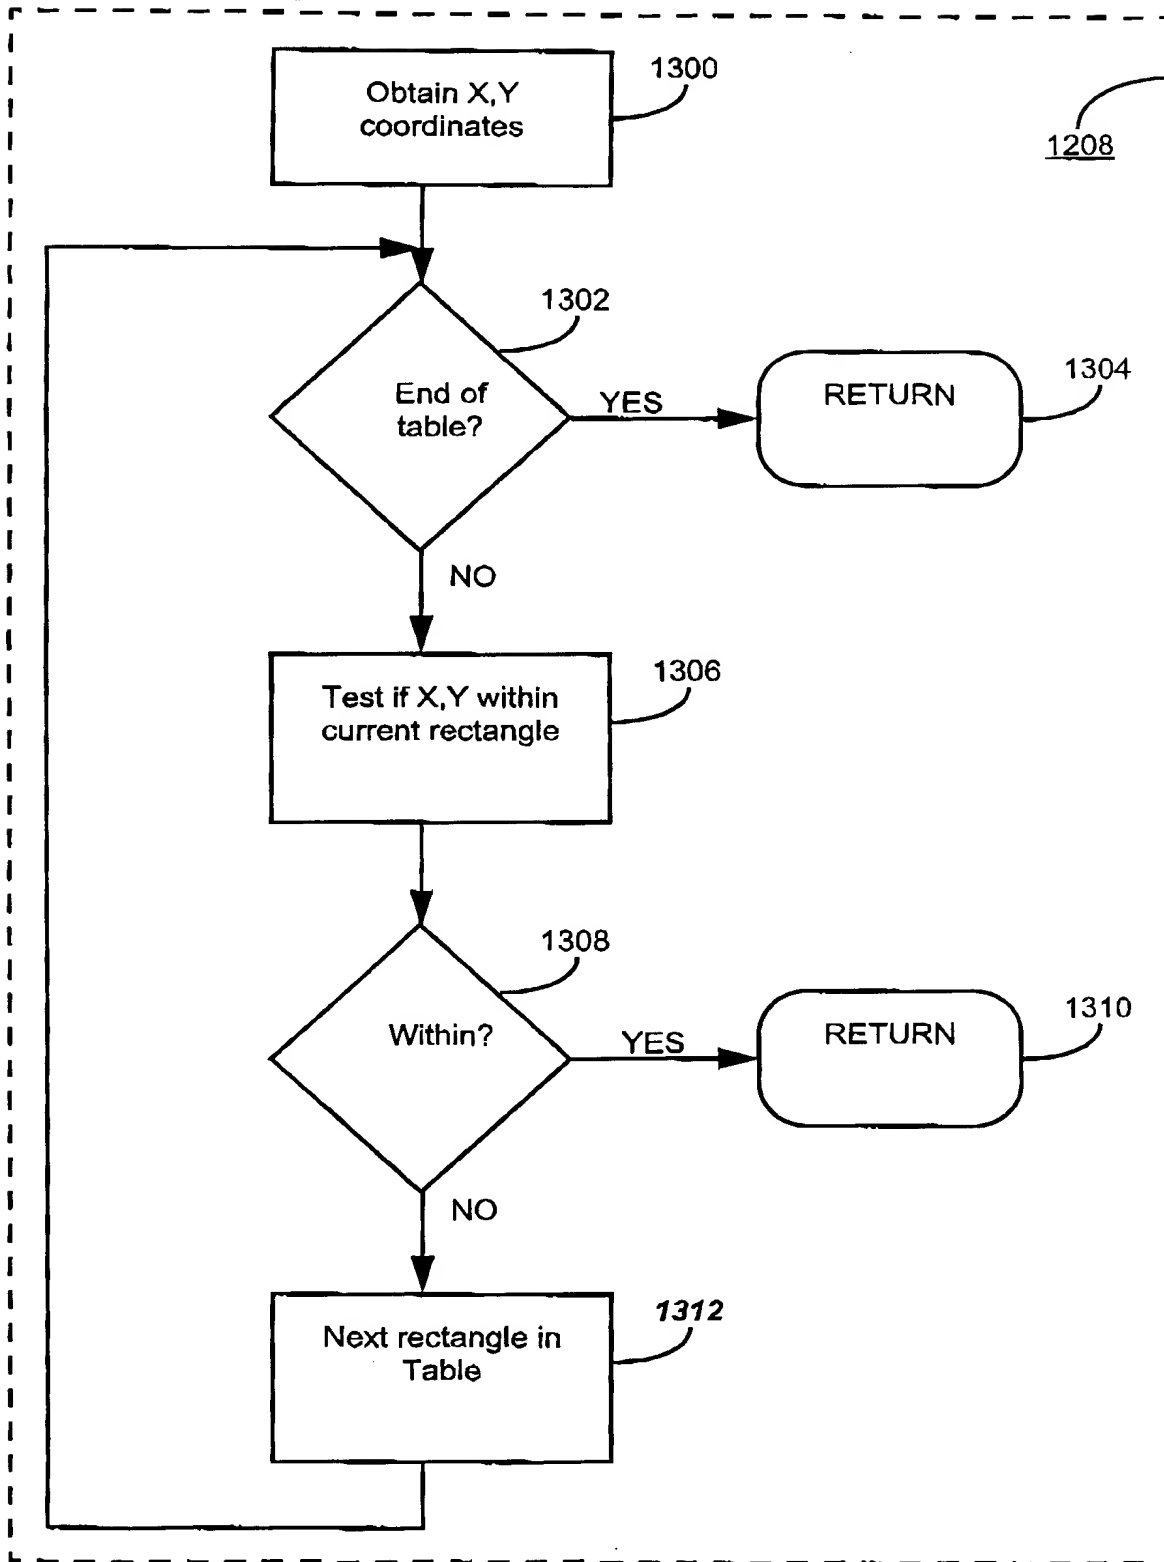 Obtain X,Y
coordinates
1300
1208
1302
End of
table?
YES
RETURN
1304
NO
Test if X,Y within
current rectangle
1306
1308
Within?
YES
RETURN
1310
NO
Next rectangle in
Table
1312